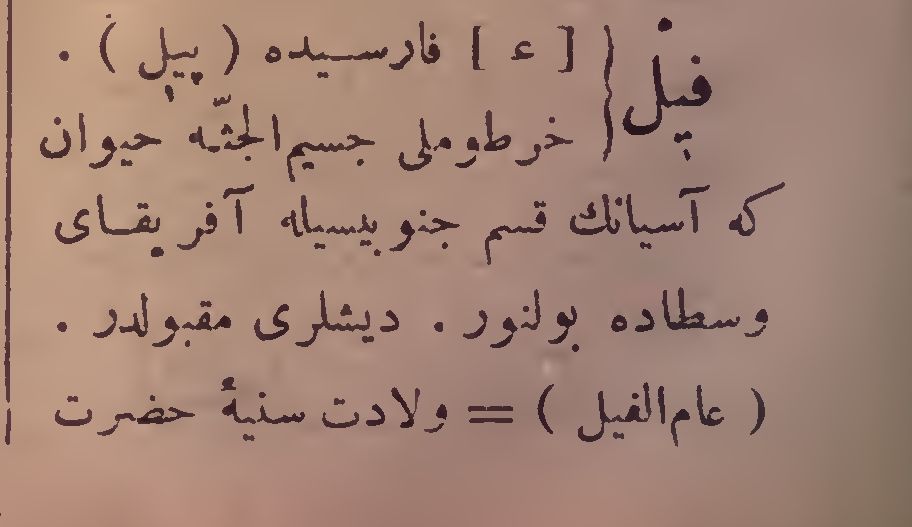 فيل [ ع ] فارسيده ( پيل ) .
خرطوملى جسيم الجثّه حيوان
كه آسيانك قسم جنوبيسيله آفريقاى
وسطاده بولنور . ديشلرى مقبولدر .
( عام الفيل ) = ولادت سنيۀ حضرت